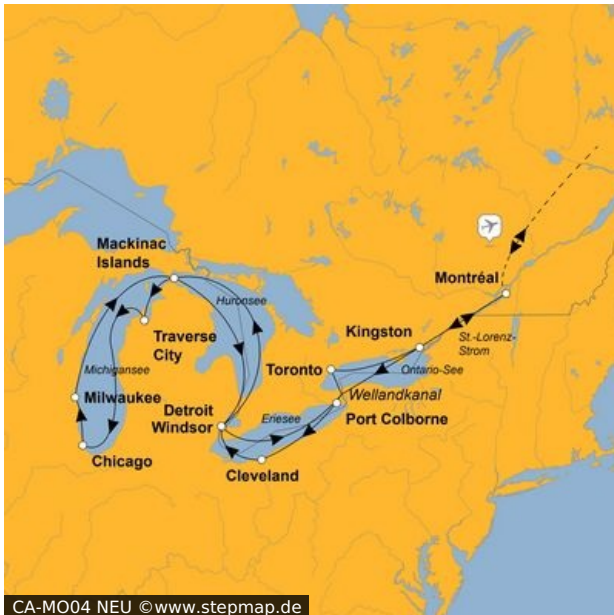 Mackinac
Islands
Huronsee
Montréal
Traverse
City
Kingston
St.-Lorenz-
Strom
Michigansee
Toronto
Ontario-See
Milwaukee
Wellandkanal
Detroit
Windsor
Eriesee
Port Colborne
Chicago
Cleveland
CA-MO04 NEU ©www.stepmap.de